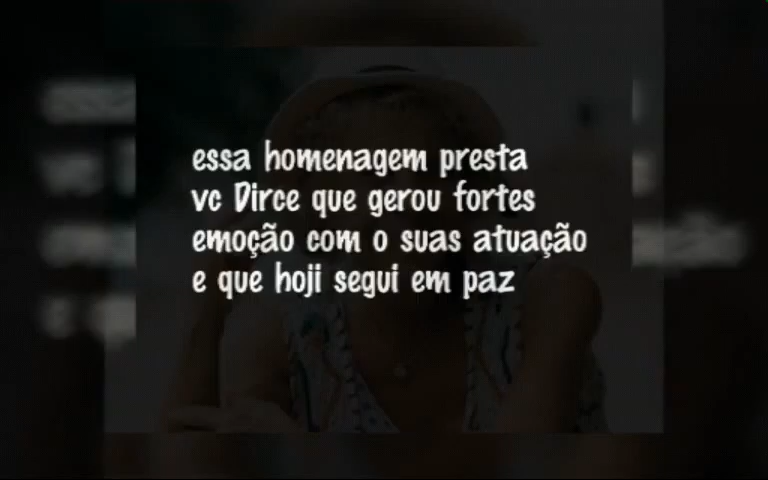 essa homenagem presta
vc Dirce que gerou fortes
emoção com o suas atuação
e que hoji segui em paz